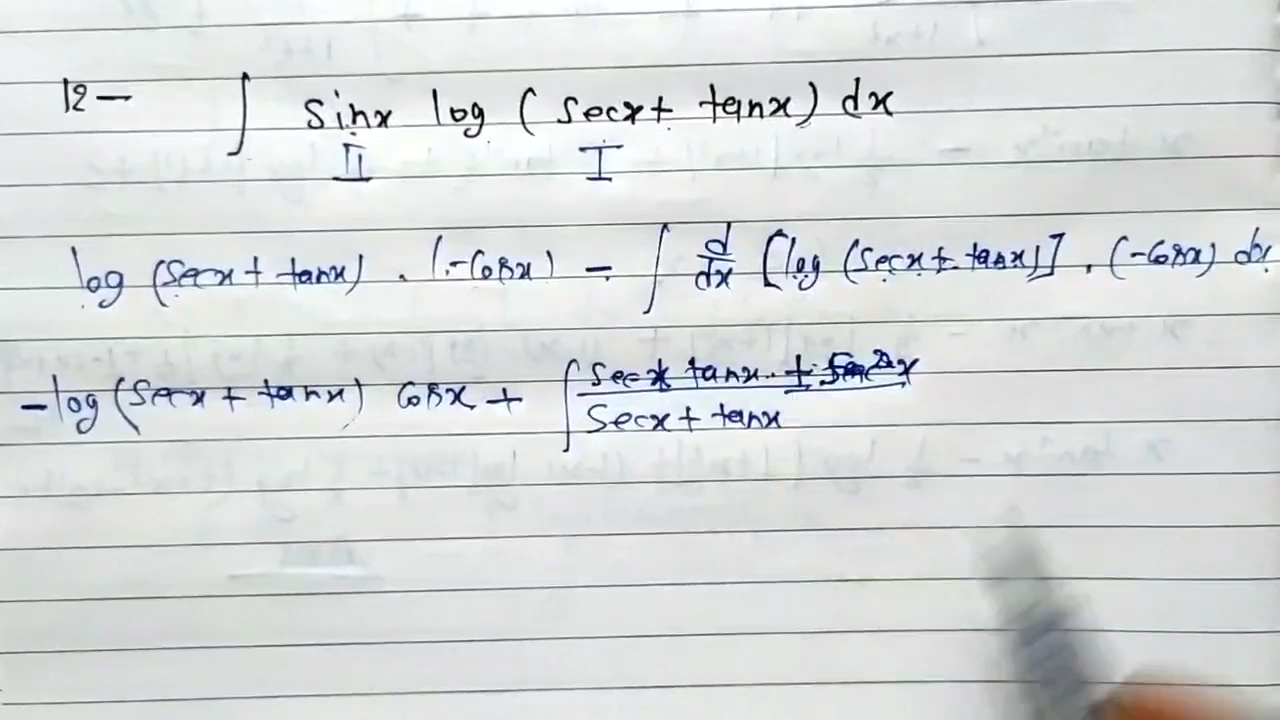 12- ∫ sinx log (secx + tanx) dx
II I
log (secx + tanx) . (-cosx) - ∫ d/dx [log (secx + tanx)] . (-cosx) dx
-log (secx + tanx) cosx + ∫ secx tanx + sec²x / secx + tanx